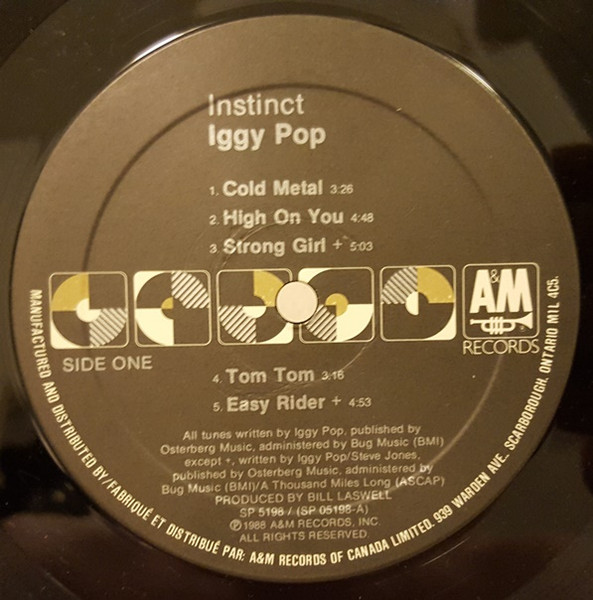 Instinct
Iggy Pop
1. Cold Metal 3:26
2. High On You 4:48
3. Strong Girl + 5:03
A&M
RECORDS
SIDE ONE
4. Tom Tom 3:16
5. Easy Rider + 4:53
All tunes written by Iggy Pop, published by
Osterberg Music, administered by Bug Music (BMI)
except +, written by Iggy Pop/Steve Jones,
published by Osterberg Music, administered by
Bug Music (BMI)/A Thousand Miles Long (ASCAP)
PRODUCED BY BILL LASWELL
SP 5198 / (SP 05198-A)
℗1988 A&M RECORDS, INC.
ALL RIGHTS RESERVED.
MANUFACTURED AND DISTRIBUTED BY/FABRIQUÉ ET DISTRIBUÉ PAR: A&M RECORDS OF CANADA LIMITED. 939 WARDEN AVE. SCARBOROUGH. ONTARIO M1L 4C5.